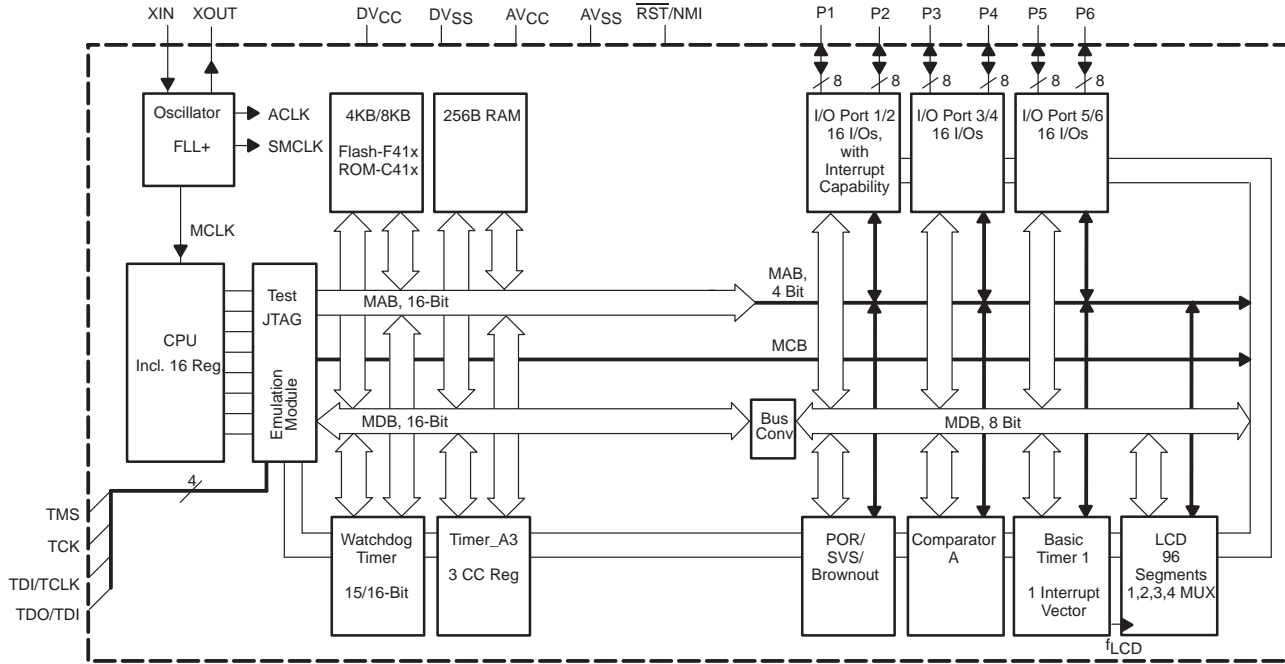 XIN
XOUT
DVCC
DVSS
AVCC
AVSS
RST/NMI
P1
P2
P3
P4
P5
P6
8
8
8
8
8
8
Oscillator
FLL+
ACLK
SMCLK
4KB/8KB
Flash-F41x
ROM-C41x
256B RAM
I/O Port 1/2
16 I/Os,
with
Interrupt
Capability
I/O Port 3/4
16 I/Os
I/O Port 5/6
16 I/Os
MCLK
CPU
Incl. 16 Reg.
Test
JTAG
Emulation
Module
MAB, 16-Bit
MAB,
4 Bit
MCB
MDB, 16-Bit
Bus
Conv
MDB, 8 Bit
4
TMS
TCK
TDI/TCLK
TDO/TDI
Watchdog
Timer
15/16-Bit
Timer_A3
3 CC Reg
POR/
SVS/
Brownout
Comparator
A
Basic
Timer 1
1 Interrupt
Vector
LCD
96
Segments
1,2,3,4 MUX
fLCD